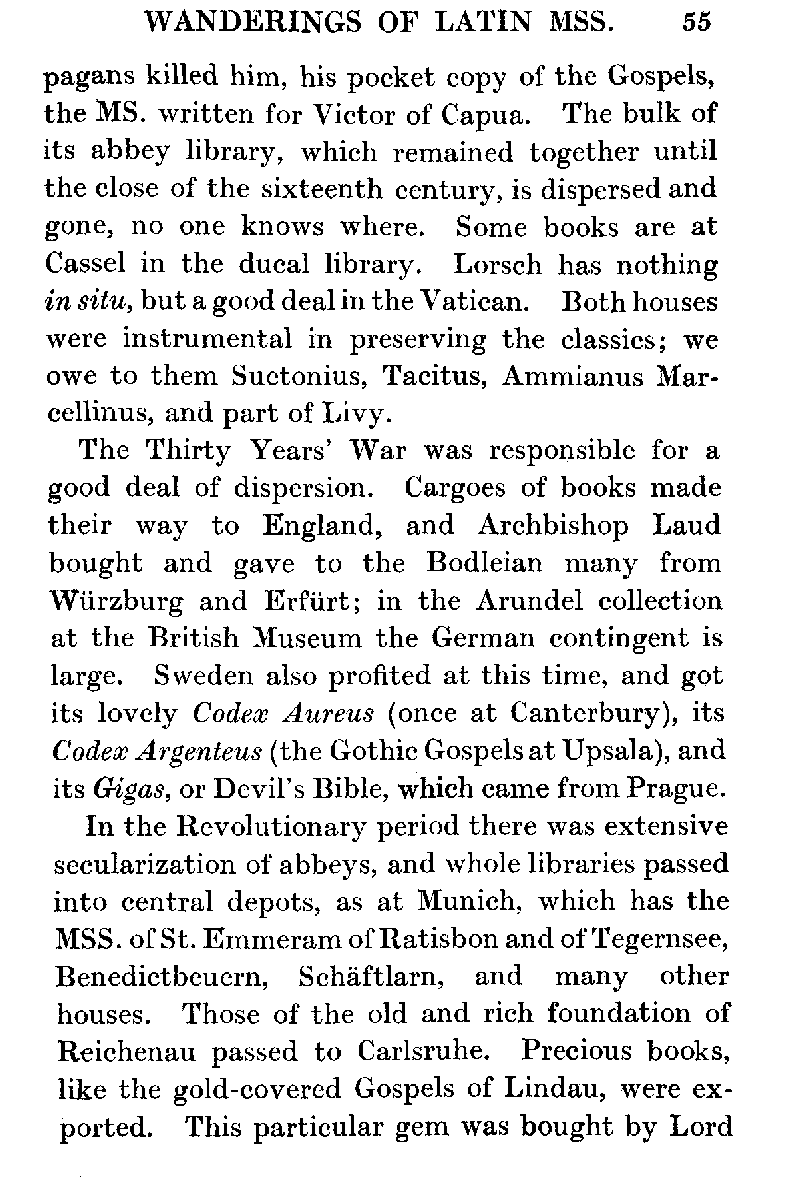 WANDERINGS OF LATIN MSS. 55
pagans killed him, his pocket copy of the Gospels,
the MS. written for Victor of Capua. The bulk of
its abbey library, which remained together until
the close of the sixteenth century, is dispersed and
gone, no one knows where. Some books are at
Cassel in the ducal library. Lorsch has nothing
in situ, but a good deal in the Vatican. Both houses
were instrumental in preserving the classics; we
owe to them Suetonius, Tacitus, Ammianus Mar-
cellinus, and part of Livy.
The Thirty Years' War was responsible for a
good deal of dispersion. Cargoes of books made
their way to England, and Archbishop Laud
bought and gave to the Bodleian many from
Würzburg and Erfürt; in the Arundel collection
at the British Museum the German contingent is
large. Sweden also profited at this time, and got
its lovely Codex Aureus (once at Canterbury), its
Codex Argenteus (the Gothic Gospels at Upsala), and
its Gigas, or Devil's Bible, which came from Prague.
In the Revolutionary period there was extensive
secularization of abbeys, and whole libraries passed
into central depots, as at Munich, which has the
MSS. of St. Emmeram of Ratisbon and of Tegernsee,
Benedictbeuern, Schäftlarn, and many other
houses. Those of the old and rich foundation of
Reichenau passed to Carlsruhe. Precious books,
like the gold-covered Gospels of Lindau, were ex-
ported. This particular gem was bought by Lord